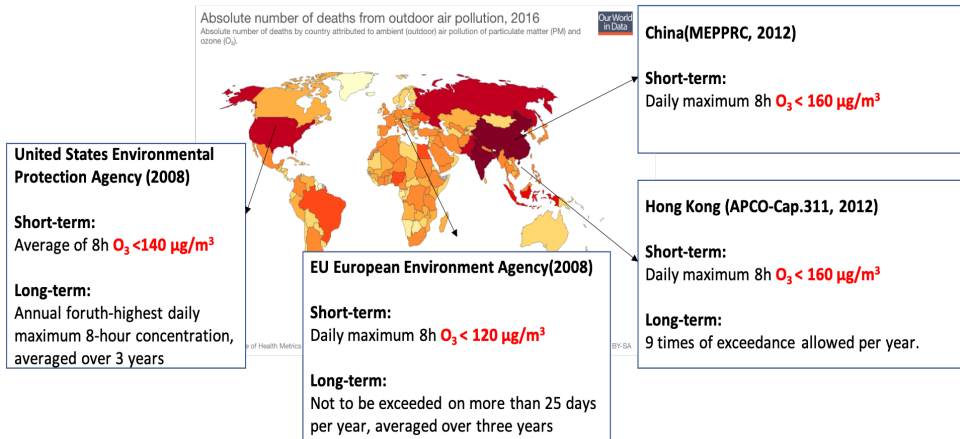 Absolute number of deaths from outdoor air pollution, 2016
Absolute number of deaths by country attributed to ambient (outdoor) air pollution of particulate matter (PM) and
ozone (O₃).
Our World
in Data
China(MEPPRC, 2012)
Short-term:
Daily maximum 8h O₃ < 160 µg/m³
United States Environmental
Protection Agency (2008)
Short-term:
Average of 8h O₃ <140 µg/m³
Long-term:
Annual foruth-highest daily
maximum 8-hour concentration,
averaged over 3 years
EU European Environment Agency(2008)
Short-term:
Daily maximum 8h O₃ < 120 µg/m³
Long-term:
Not to be exceeded on more than 25 days
per year, averaged over three years
Hong Kong (APCO-Cap.311, 2012)
Short-term:
Daily maximum 8h O₃ < 160 µg/m³
Long-term:
9 times of exceedance allowed per year.
of Health Metrics
BY-SA